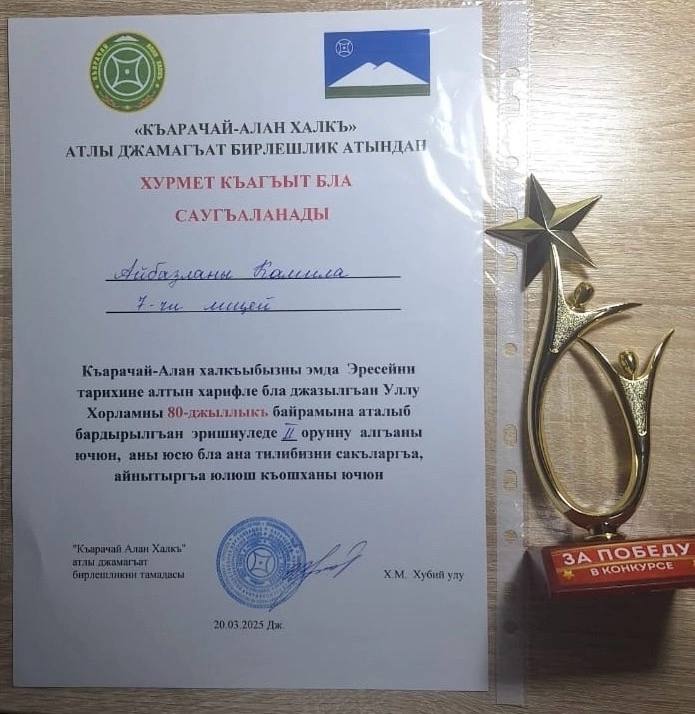 КЪАРАЧАЙ АЛАН ХАЛКЪ
«КЪАРАЧАЙ-АЛАН ХАЛКЪ»
АТЛЫ ДЖАМАГЪАТ БИРЛЕШЛИК АТЫНДАН
ХУРМЕТ КЪАГЪЫТ БЛА
САУГЪАЛАНАДЫ
Айбазланы Камила
7-чи лицей
Къарачай-Алан халкъыбызны эмда Эресейни
тарихине алтын харифле бла джазылгъан Уллу
Хорламны 80-джыллыкъ байрамына аталыб
бардырылгъан эришиуледе II орунну алгъаны
ючюн, аны юсю бла ана тилибизни сакъларгъа,
айнытыргъа юлюш къошханы ючюн
"Къарачай Алан Халкъ"
атлы джамагъат
бирлешликни тамадасы
Х.М. Хубий улу
20.03.2025 Дж.
ЗА ПОБЕДУ
В КОНКУРСЕ